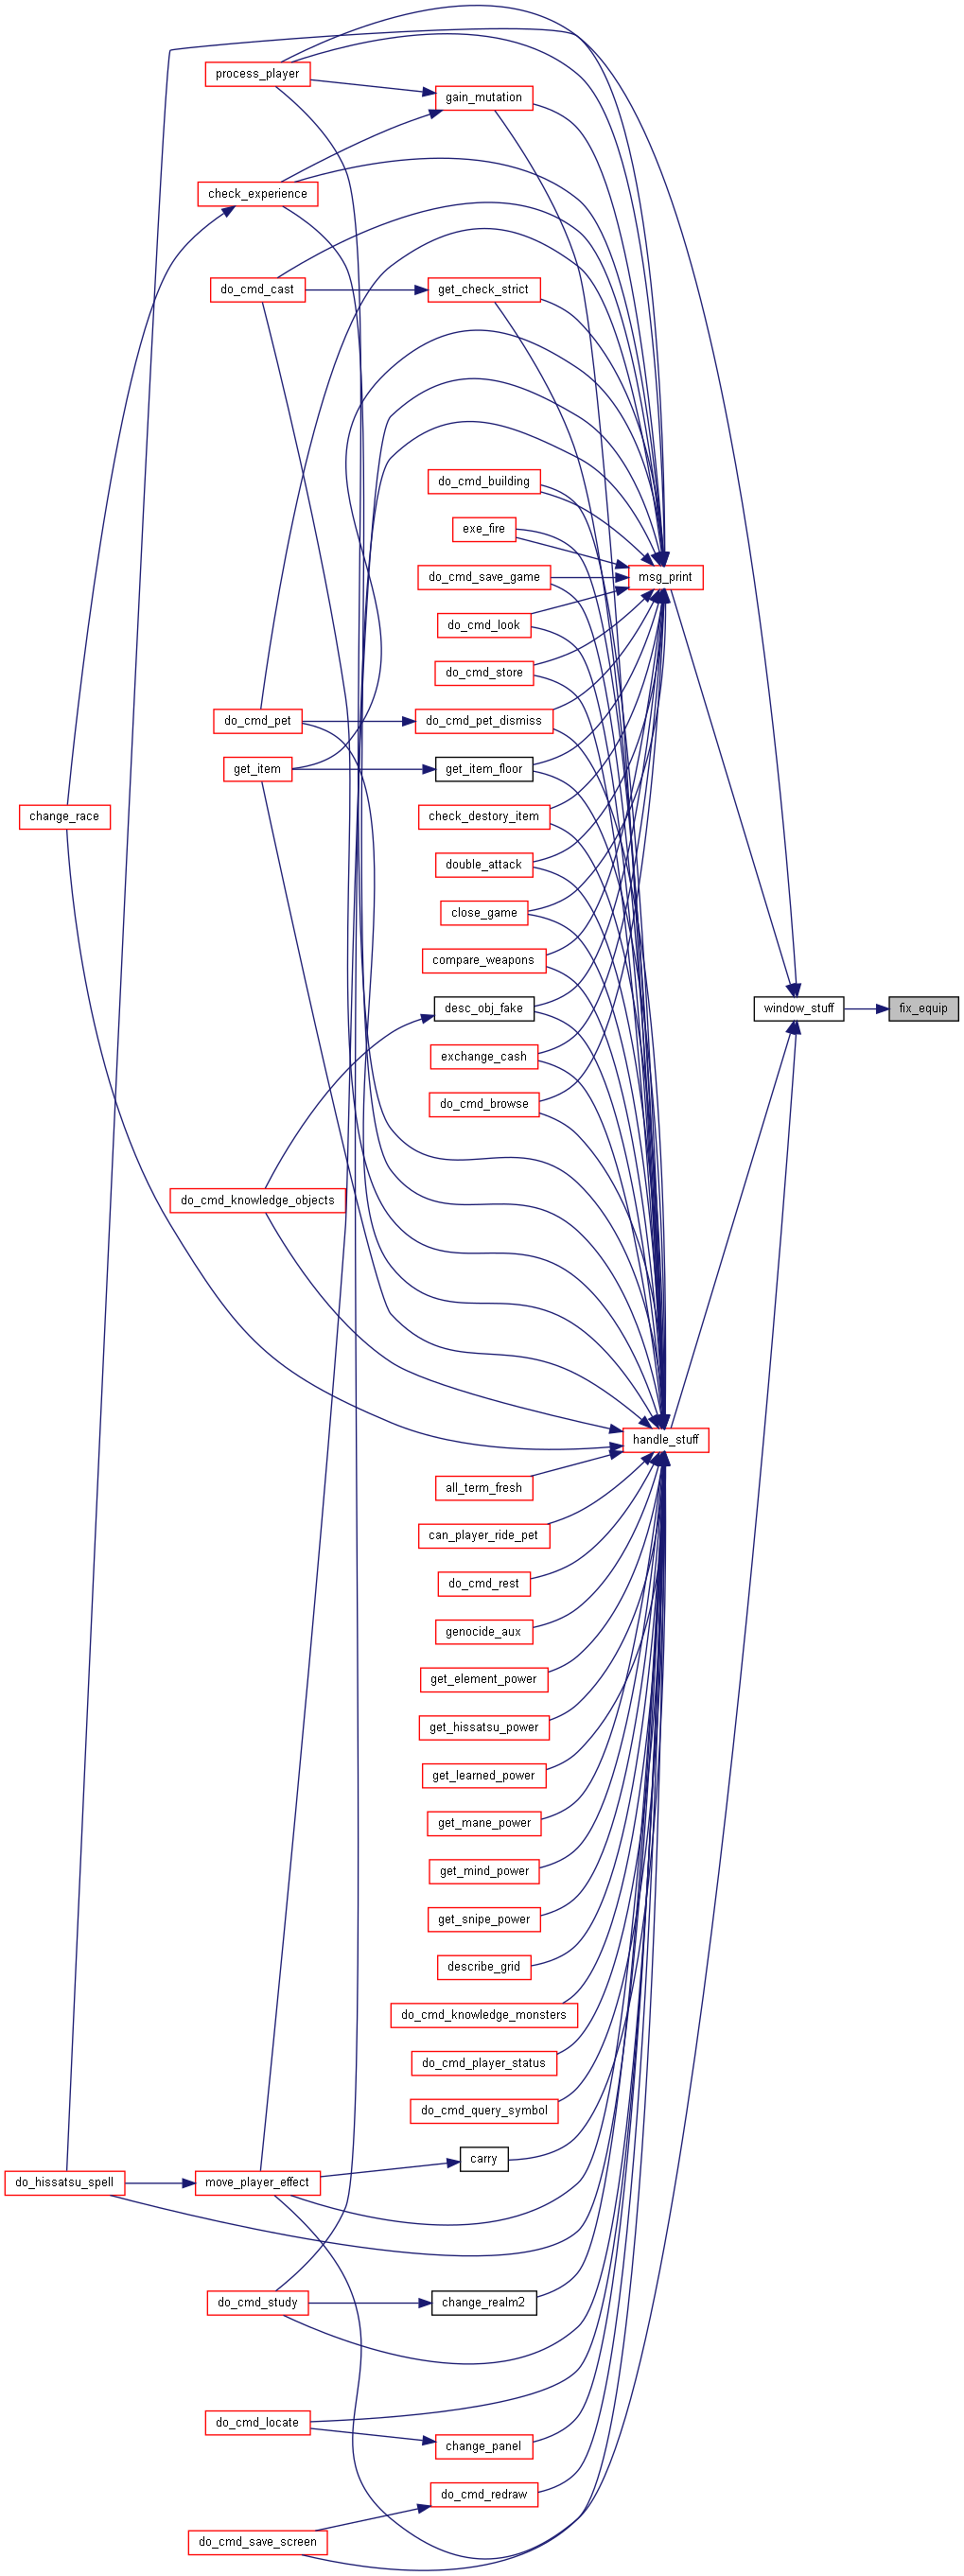 process_player
gain_mutation
check_experience
do_cmd_cast
get_check_strict
do_cmd_building
exe_fire
do_cmd_save_game
msg_print
do_cmd_look
do_cmd_store
do_cmd_pet
do_cmd_pet_dismiss
get_item
get_item_floor
change_race
check_destory_item
double_attack
close_game
compare_weapons
desc_obj_fake
window_stuff
fix_equip
exchange_cash
do_cmd_browse
do_cmd_knowledge_objects
handle_stuff
all_term_fresh
can_player_ride_pet
do_cmd_rest
genocide_aux
get_element_power
get_hissatsu_power
get_learned_power
get_mane_power
get_mind_power
get_snipe_power
describe_grid
do_cmd_knowledge_monsters
do_cmd_player_status
do_cmd_query_symbol
carry
do_hissatsu_spell
move_player_effect
do_cmd_study
change_realm2
do_cmd_locate
change_panel
do_cmd_redraw
do_cmd_save_screen